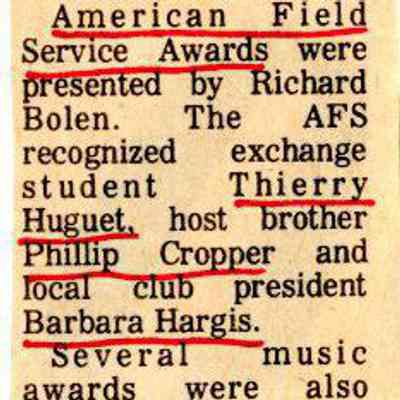 American Field
Service Awards were
presented by Richard
Bolen. The AFS
recognized exchange
student Thierry
Huguet, host brother
Phillip Cropper and
local club president
Barbara Hargis.
Several music
awards were also